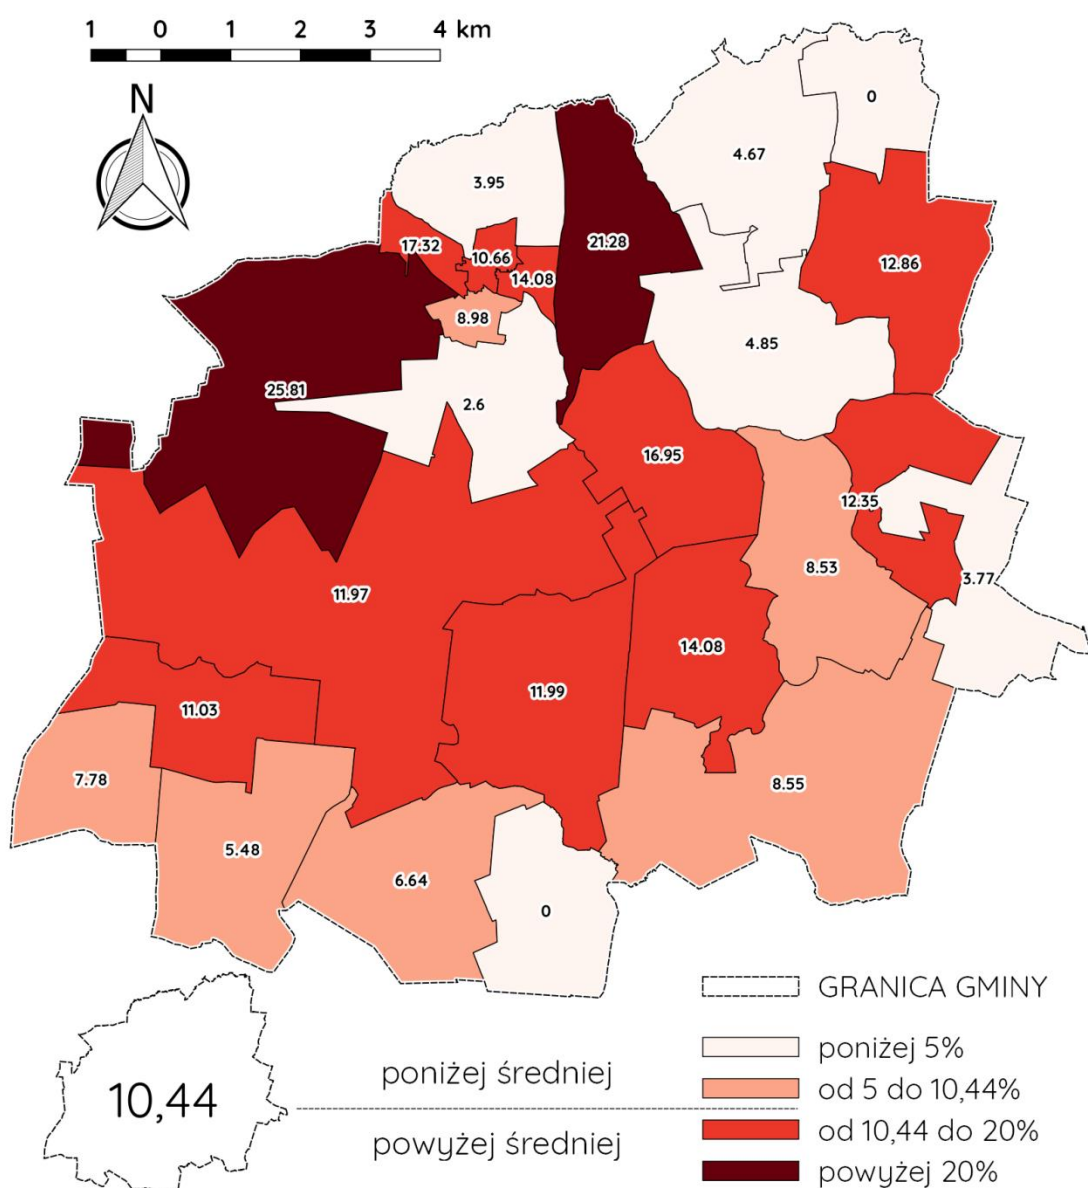 1 0 1 2 3 4 km
N
0
4.67
3.95
21.28
17.32
10.66
12.86
14.08
8.98
4.85
25.81
2.6
16.95
12.35
8.53
3.77
11.97
14.08
11.99
11.03
7.78
8.55
5.48
6.64
0
GRANICA GMINY
poniżej 5%
poniżej średniej
od 5 do 10,44%
10,44
powyżej średniej
od 10,44 do 20%
powyżej 20%